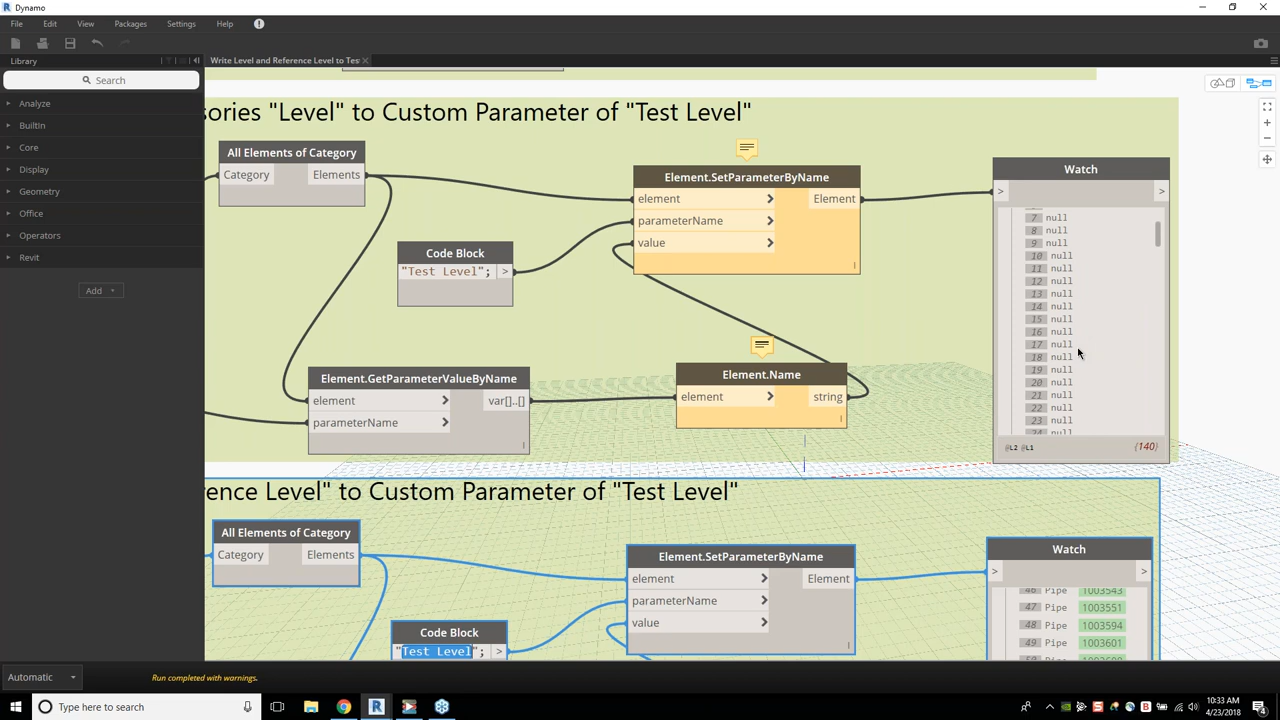 Dynamo
File Edit View Packages Settings Help
Library
Write Level and Reference Level to Tes
Search
Analyze
BuiltIn
Core
Display
Geometry
Office
Operators
Revit
Add
sories "Level" to Custom Parameter of "Test Level"
All Elements of Category
Category Elements >
Code Block
"Test Level"; >
Element.SetParameterByName
element > Element
parameterName >
value >
Watch
> >
7 null
8 null
9 null
10 null
11 null
12 null
13 null
14 null
15 null
16 null
17 null
18 null
19 null
20 null
21 null
22 null
23 null
24 null
@L2 @L1 {140}
Element.GetParameterValueByName
element > var[]..[]
parameterName >
Element.Name
element > string
rence Level" to Custom Parameter of "Test Level"
All Elements of Category
Category Elements
Code Block
"Test Level"; >
Element.SetParameterByName
element > Element
parameterName >
value >
Watch
> >
46 Pipe 1003543
47 Pipe 1003551
48 Pipe 1003594
49 Pipe 1003601
Automatic
Run completed with warnings.
Type here to search
10:33 AM
4/23/2018